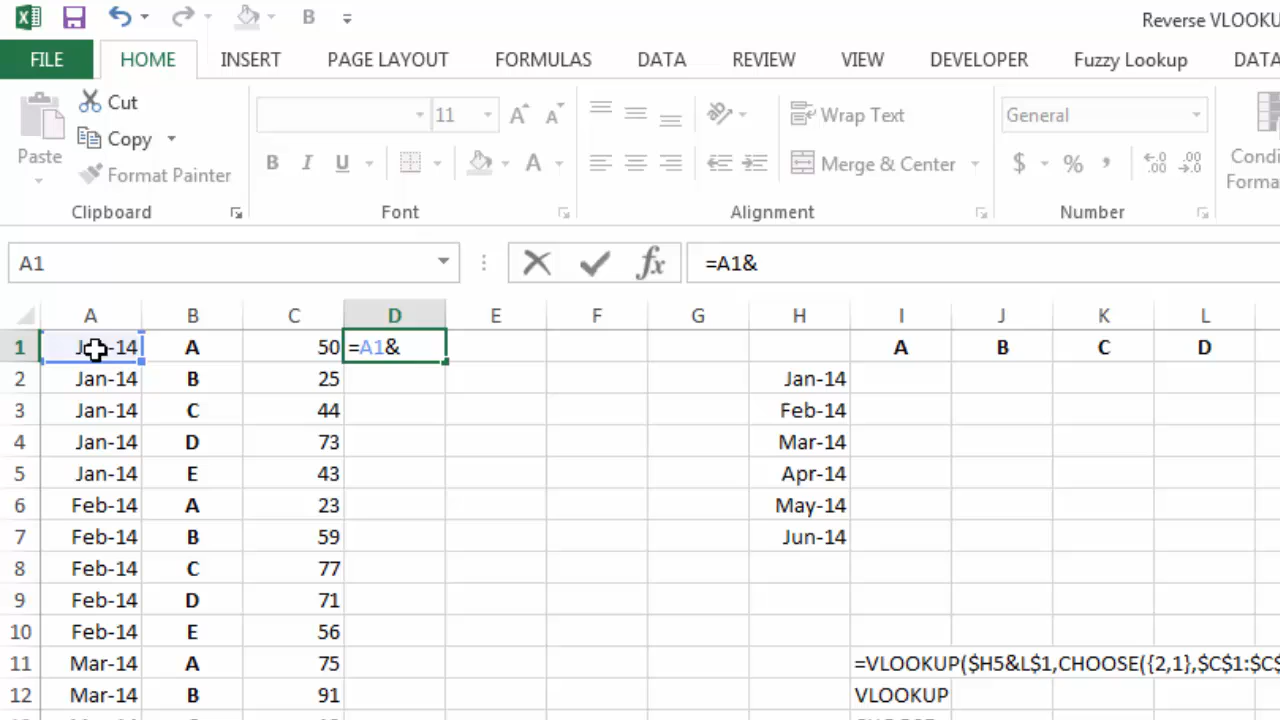 Reverse VLOOKU
FILE HOME INSERT PAGE LAYOUT FORMULAS DATA REVIEW VIEW DEVELOPER Fuzzy Lookup DATA
Cut
Copy
Format Painter
Paste
11
Wrap Text
Merge & Center
General
$ % ,
Condi
Forma
Clipboard Font Alignment Number
A1 fx =A1&
A B C D E F G H I J K L
1 14 A 50 =A1& A B C D
2 Jan-14 B 25 Jan-14
3 Jan-14 C 44 Feb-14
4 Jan-14 D 73 Mar-14
5 Jan-14 E 43 Apr-14
6 Feb-14 A 23 May-14
7 Feb-14 B 59 Jun-14
8 Feb-14 C 77
9 Feb-14 D 71
10 Feb-14 E 56
11 Mar-14 A 75 =VLOOKUP($H5&L$1,CHOOSE({2,1},$C$1:$C$
12 Mar-14 B 91 VLOOKUP